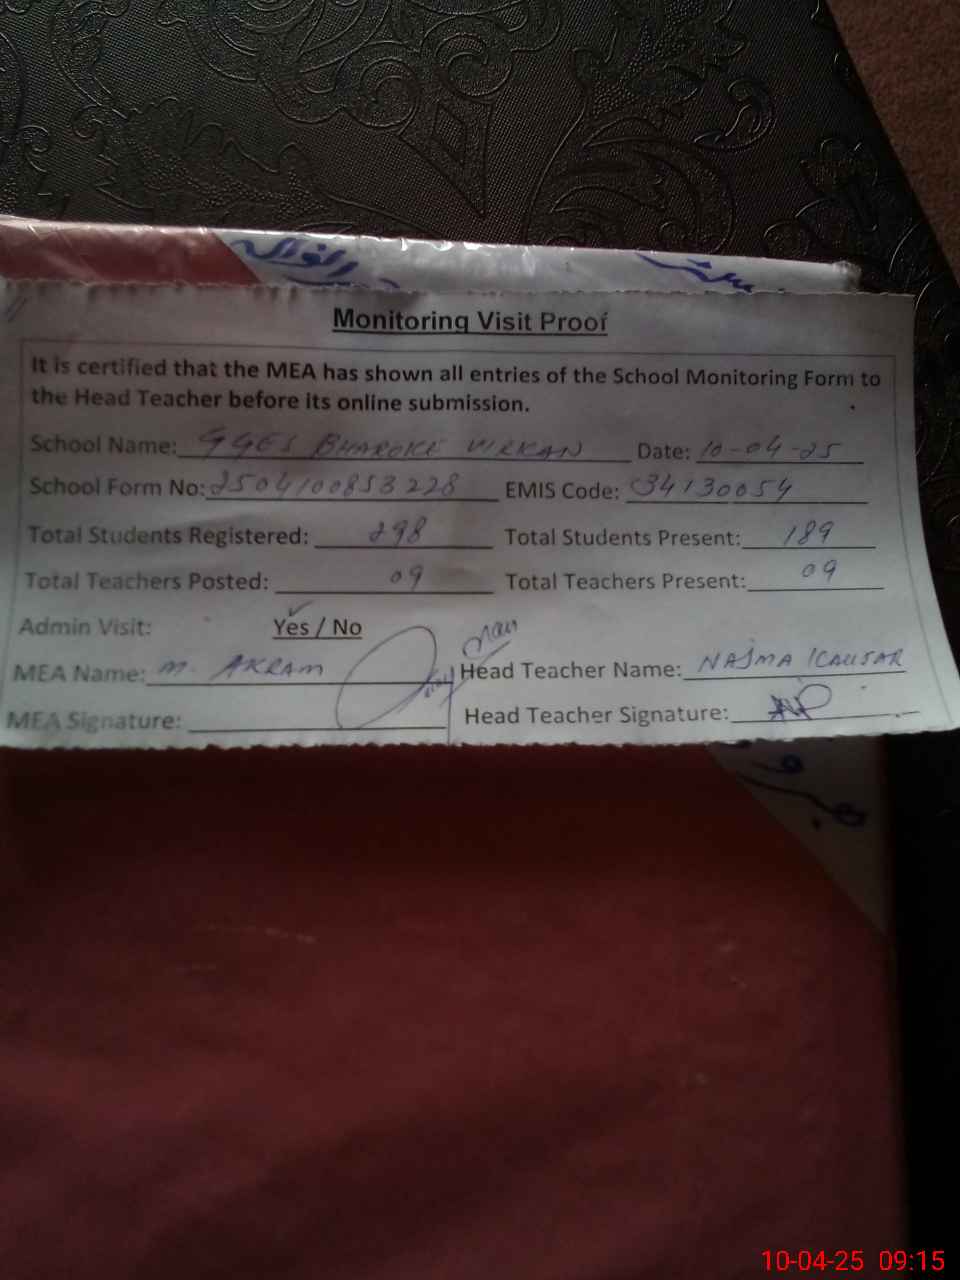 Monitoring Visit Proof
It is certified that the MEA has shown all entries of the School Monitoring Form to
the Head Teacher before its online submission.
School Name: GGES BHAROKE VIRKAN Date: 10-04-25
School Form No: 2504100853228 EMIS Code: 34130054
Total Students Registered: 298 Total Students Present: 189
Total Teachers Posted: 09 Total Teachers Present: 09
Admin Visit: Yes / No
MEA Name: M. AKRAM Head Teacher Name: NAJMA KAUSAR
MEA Signature: Head Teacher Signature:
10-04-25 09:15